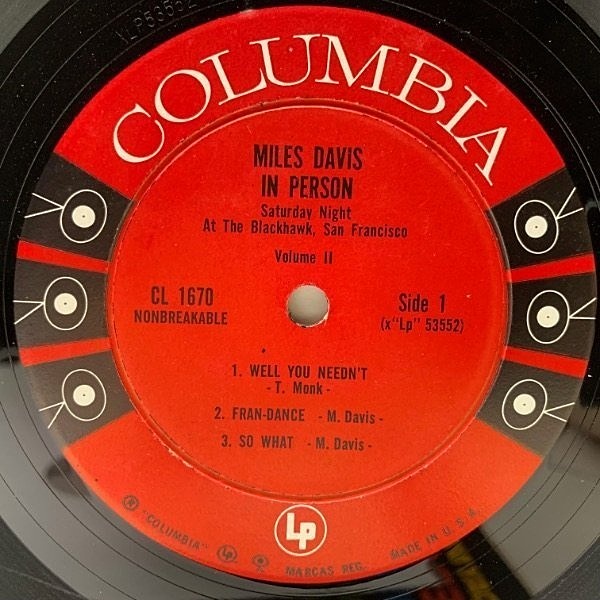 XLP53552
COLUMBIA
MILES DAVIS
IN PERSON
Saturday Night
At The Blackhawk, San Francisco
Volume II
CL 1670
NONBREAKABLE
Side 1
(x"Lp" 53552)
1. WELL YOU NEEDN'T
- T. Monk -
2. FRAN-DANCE - M. Davis -
3. SO WHAT - M. Davis -
Lp
® "COLUMBIA" Lp MARCAS REG. MADE IN U.S.A.